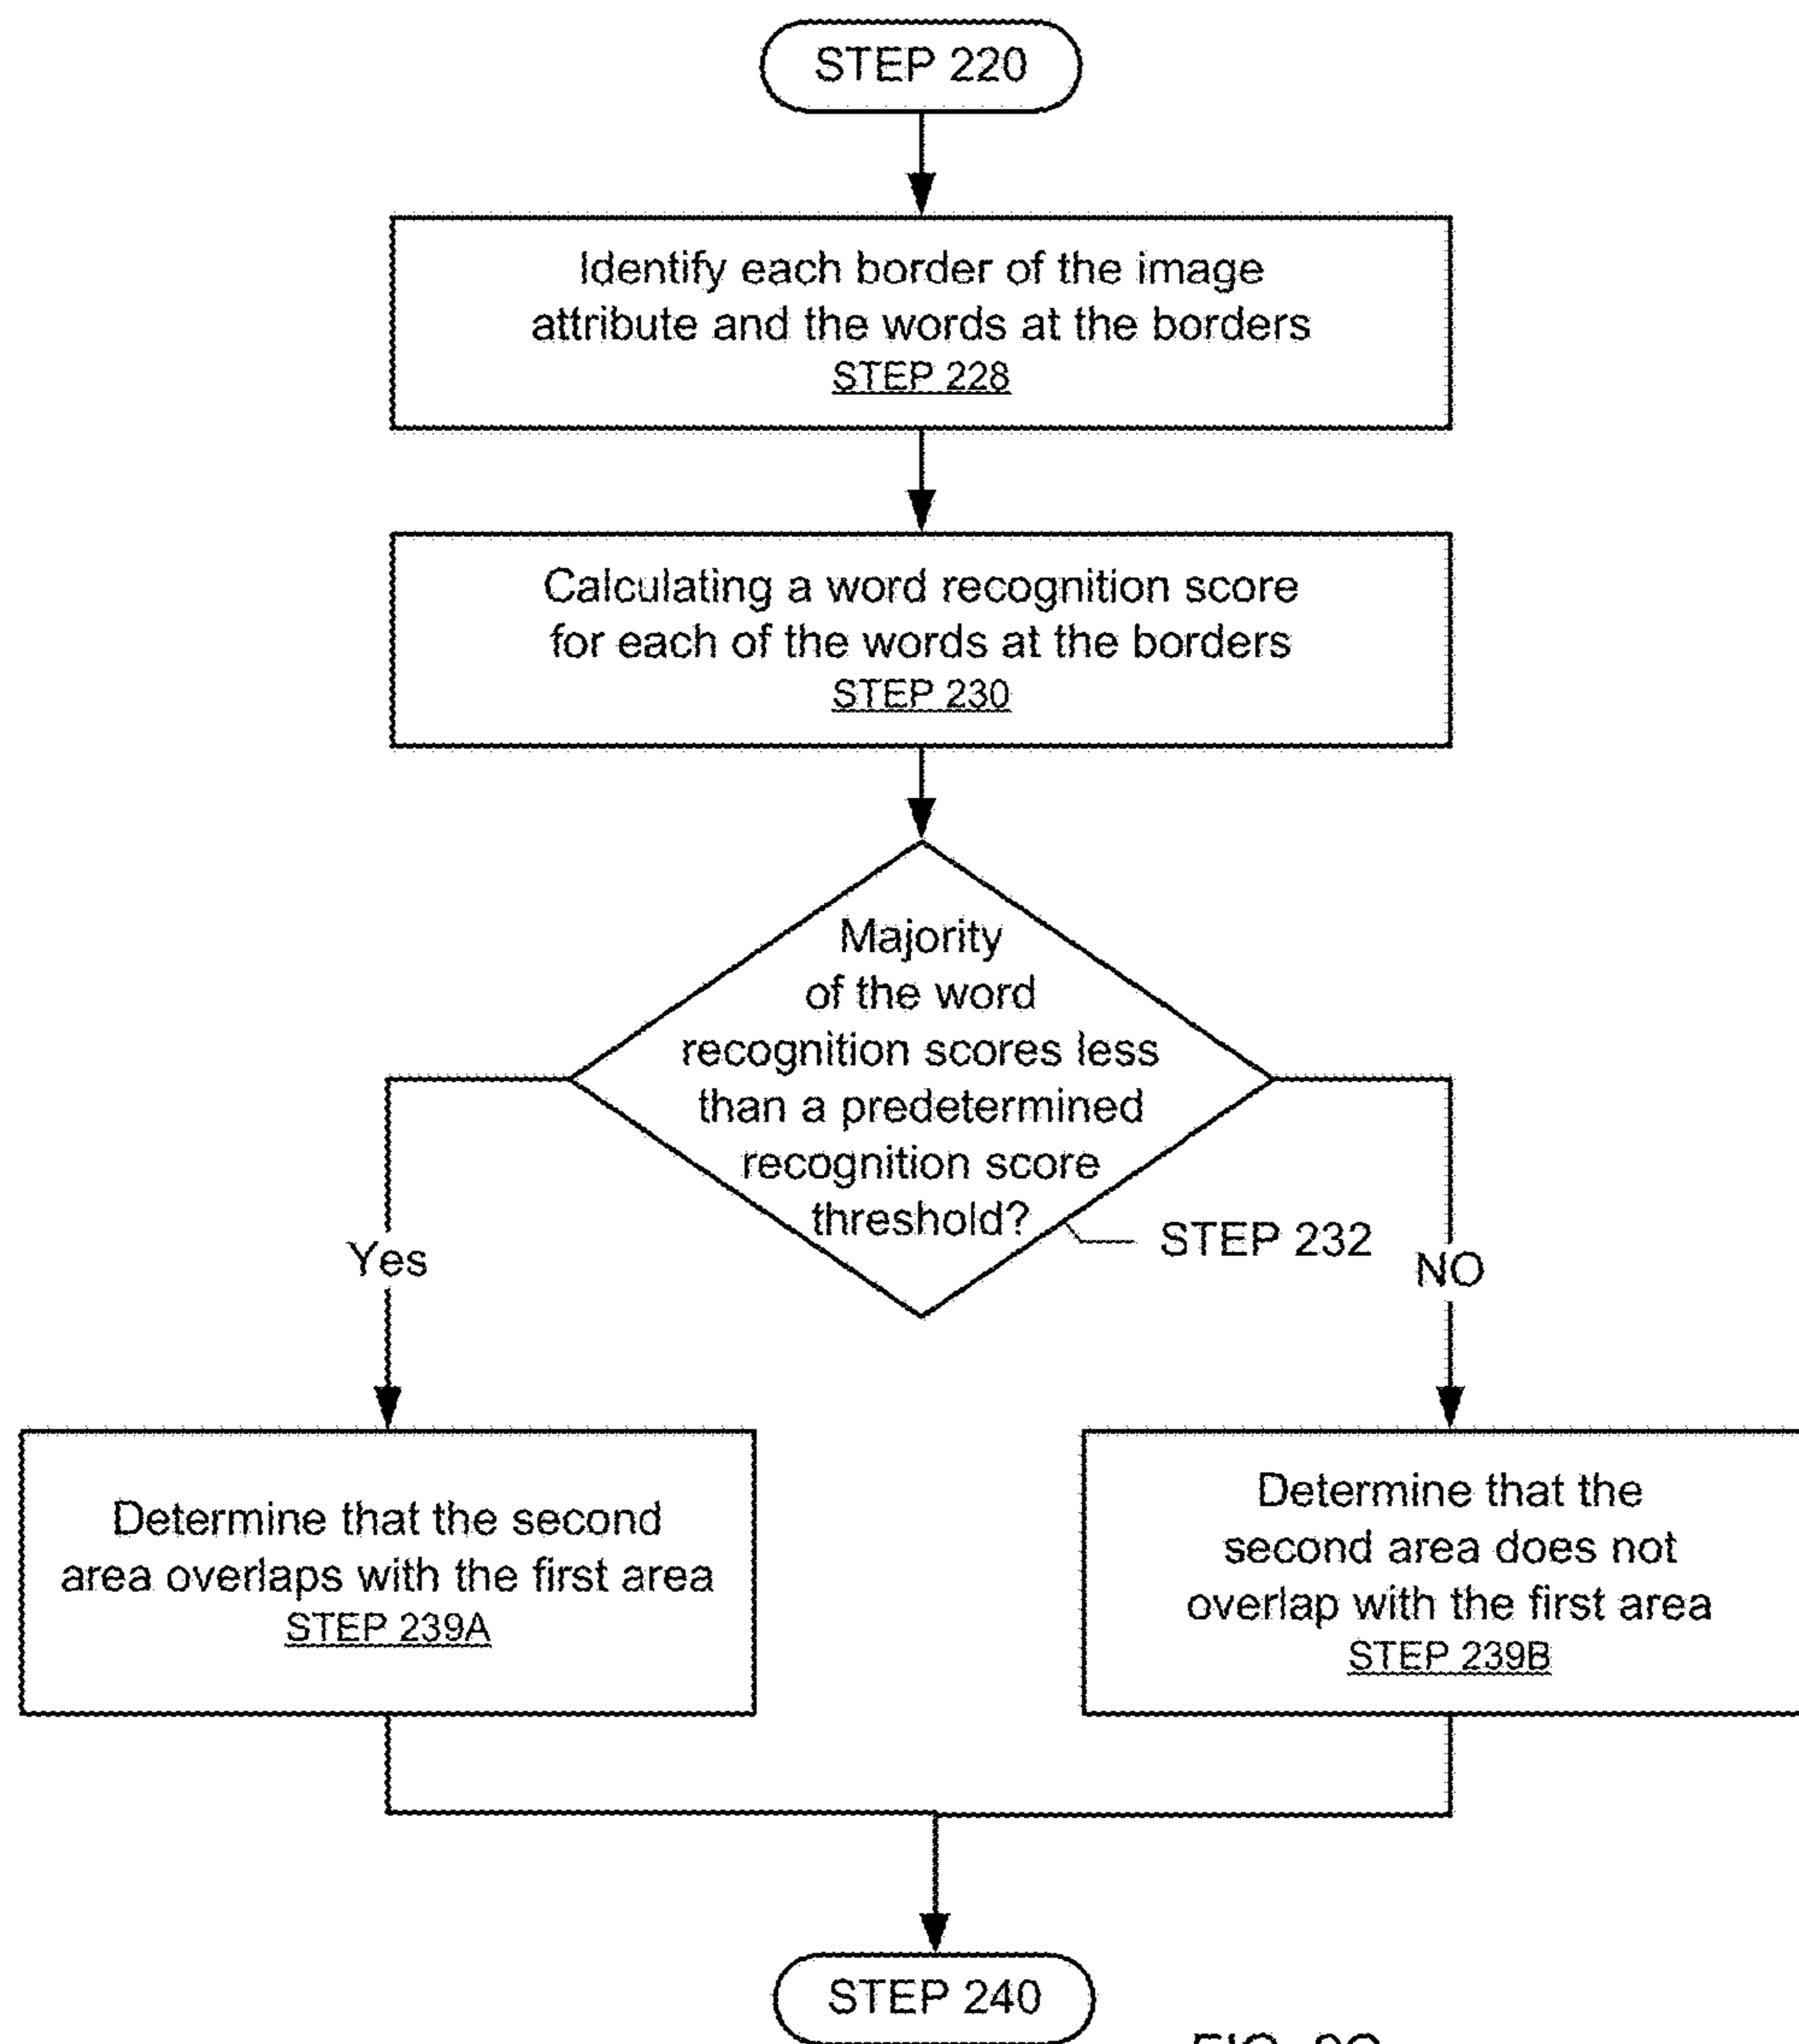 STEP 220
Identify each border of the image
attribute and the words at the borders
STEP 228
Calculating a word recognition score
for each of the words at the borders
STEP 230
Majority
of the word
recognition scores less
than a predetermined
recognition score
threshold?
STEP 232
Yes
NO
Determine that the second
area overlaps with the first area
STEP 239A
Determine that the
second area does not
overlap with the first area
STEP 239B
STEP 240